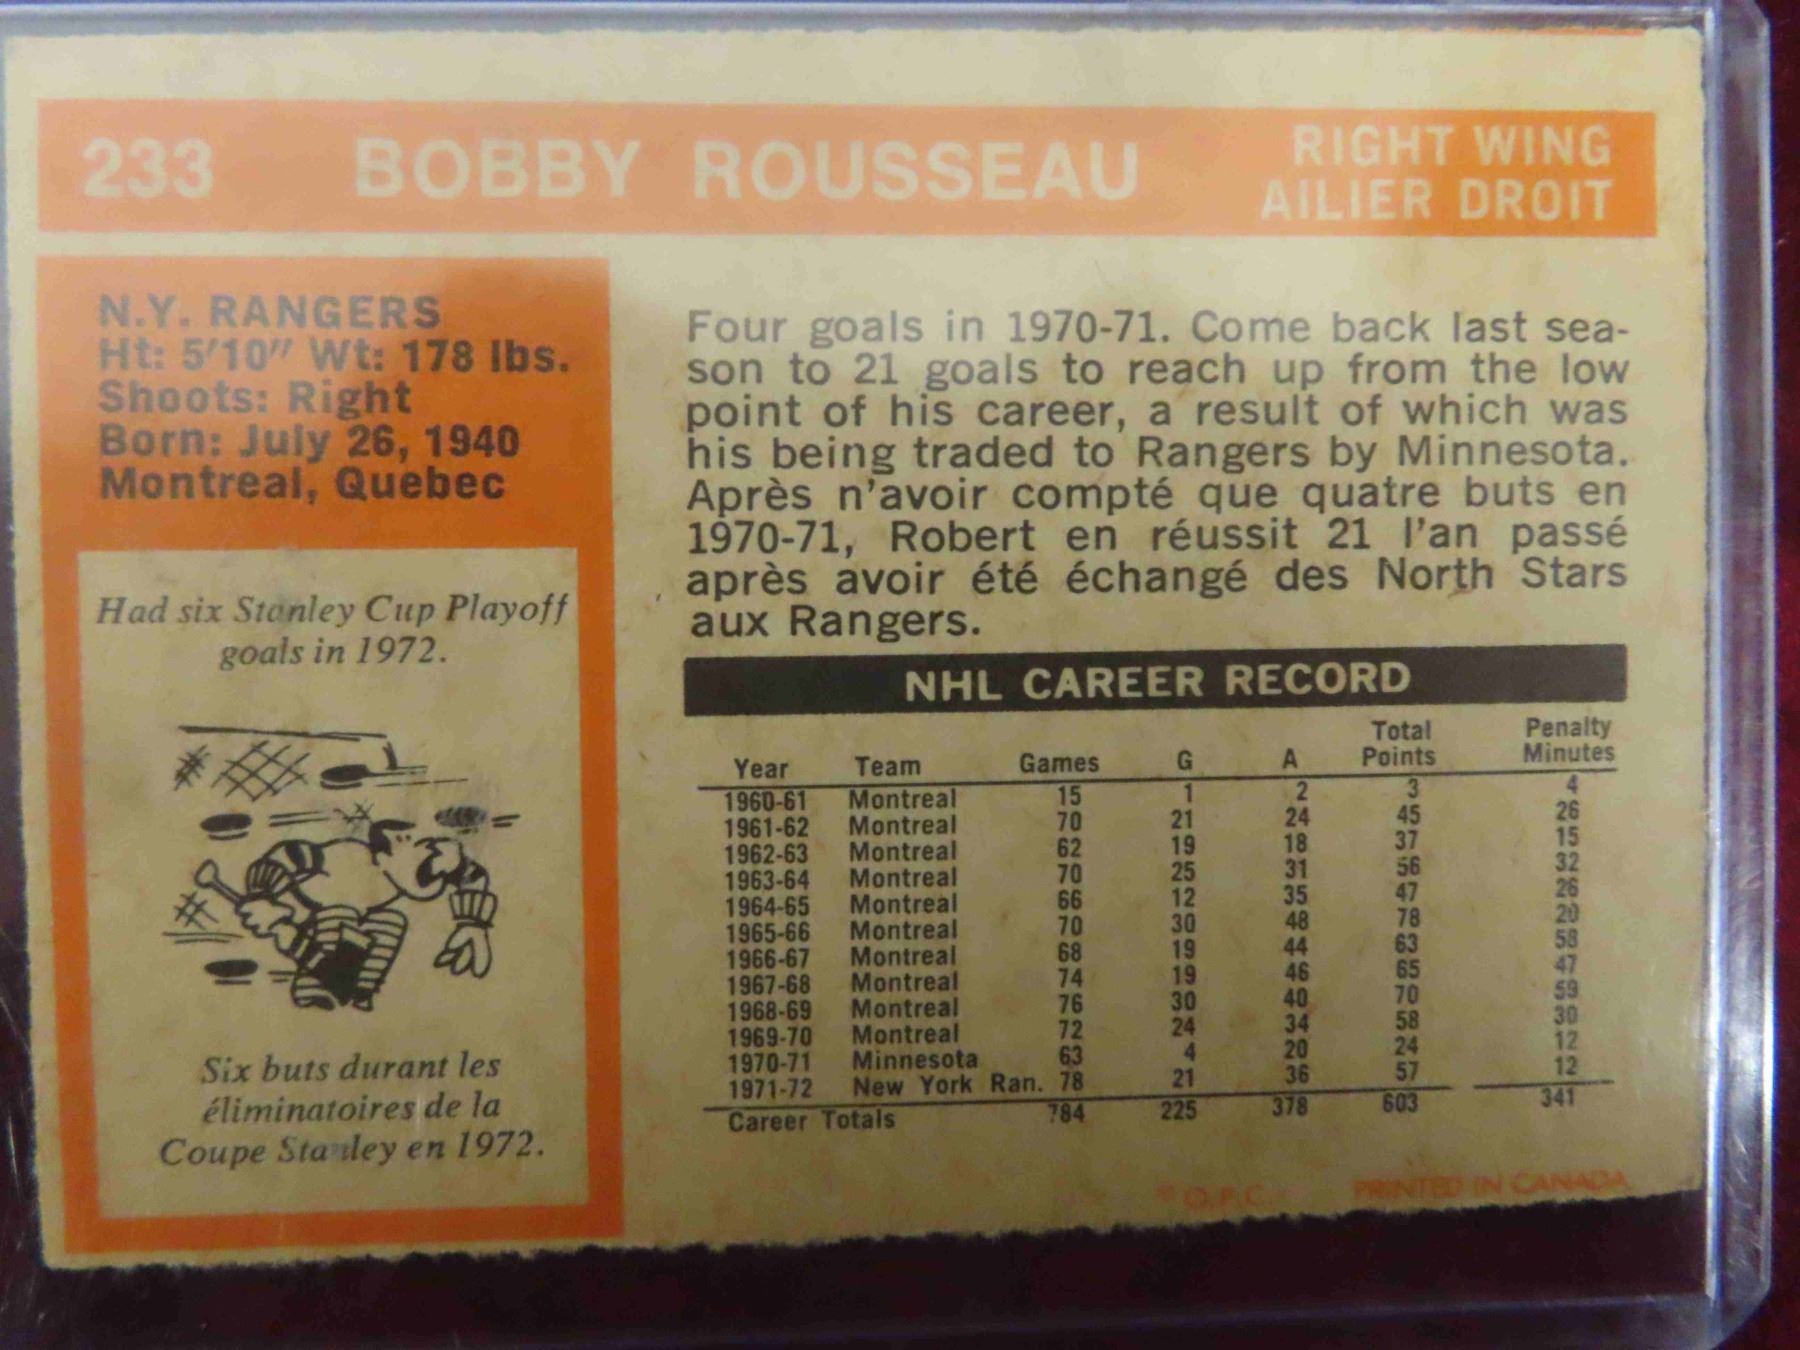 233 BOBBY ROUSSEAU
RIGHT WING
AILIER DROIT
N.Y. RANGERS
Ht: 5'10" Wt: 178 lbs.
Shoots: Right
Born: July 26, 1940
Montreal, Quebec
Had six Stanley Cup Playoff
goals in 1972.
Six buts durant les
éliminatoires de la
Coupe Stanley en 1972.
Four goals in 1970-71. Come back last sea-
son to 21 goals to reach up from the low
point of his career, a result of which was
his being traded to Rangers by Minnesota.
Après n'avoir compté que quatre buts en
1970-71, Robert en réussit 21 l'an passé
après avoir été échangé des North Stars
aux Rangers.
NHL CAREER RECORD
Year Team Games G A Total Points Penalty Minutes
1960-61 Montreal 15 1 2 3 4
1961-62 Montreal 70 21 24 45 26
1962-63 Montreal 62 19 18 37 15
1963-64 Montreal 70 25 31 56 32
1964-65 Montreal 66 12 35 47 26
1965-66 Montreal 70 30 48 78 20
1966-67 Montreal 68 19 44 63 58
1967-68 Montreal 74 19 46 65 47
1968-69 Montreal 76 30 40 70 59
1969-70 Montreal 72 24 34 58 30
1970-71 Minnesota 63 4 20 24 12
1971-72 New York Ran. 78 21 36 57 12
Career Totals 784 225 378 603 341
© O.P.C. PRINTED IN CANADA